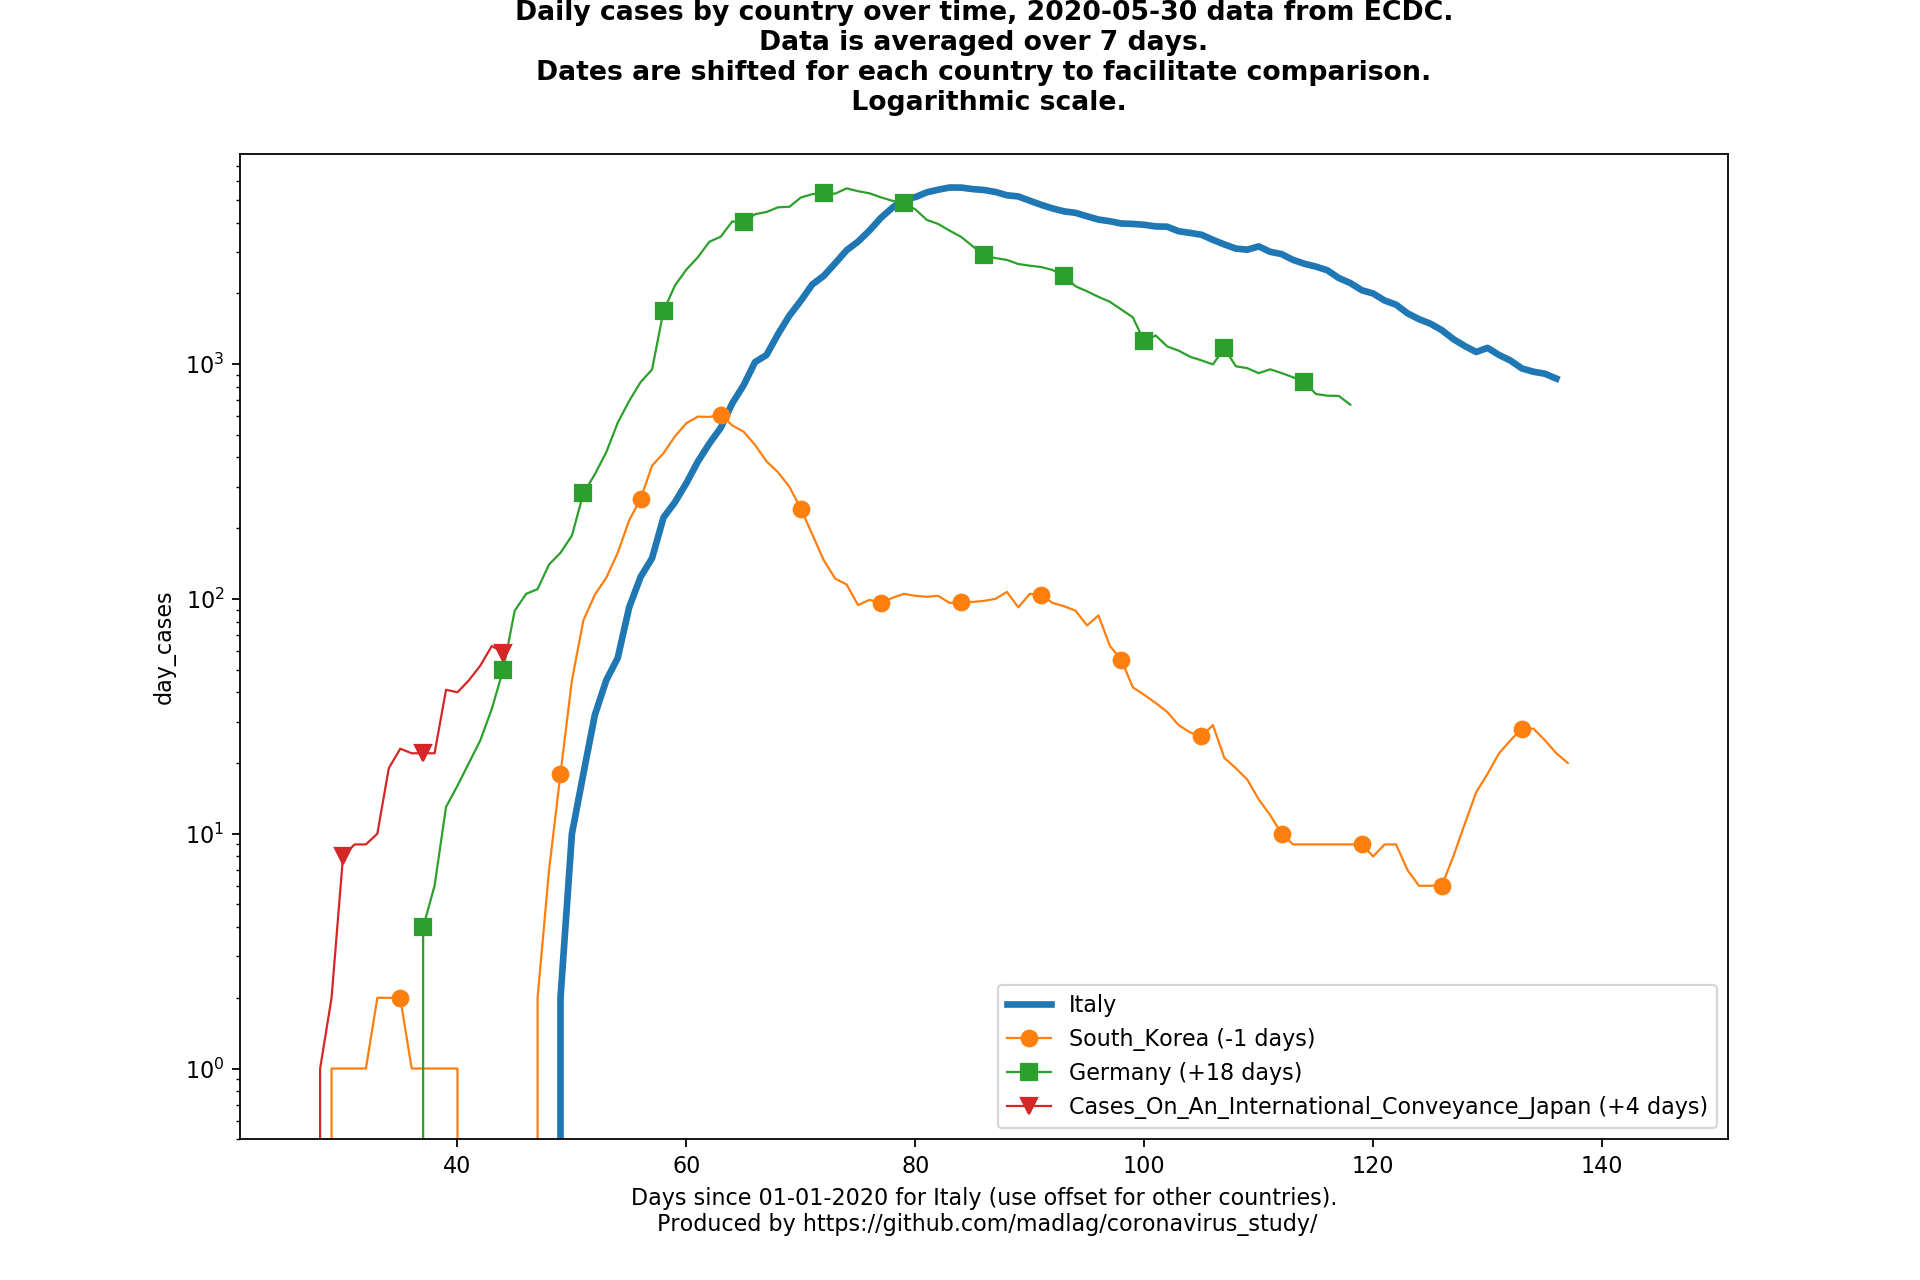 Daily cases by country over time, 2020-05-30 data from ECDC.
Data is averaged over 7 days.
Dates are shifted for each country to facilitate comparison.
Logarithmic scale.
day_cases
10³
10²
10¹
10⁰
Italy
South_Korea (-1 days)
Germany (+18 days)
Cases_On_An_International_Conveyance_Japan (+4 days)
40 60 80 100 120 140
Days since 01-01-2020 for Italy (use offset for other countries).
Produced by https://github.com/madlag/coronavirus_study/